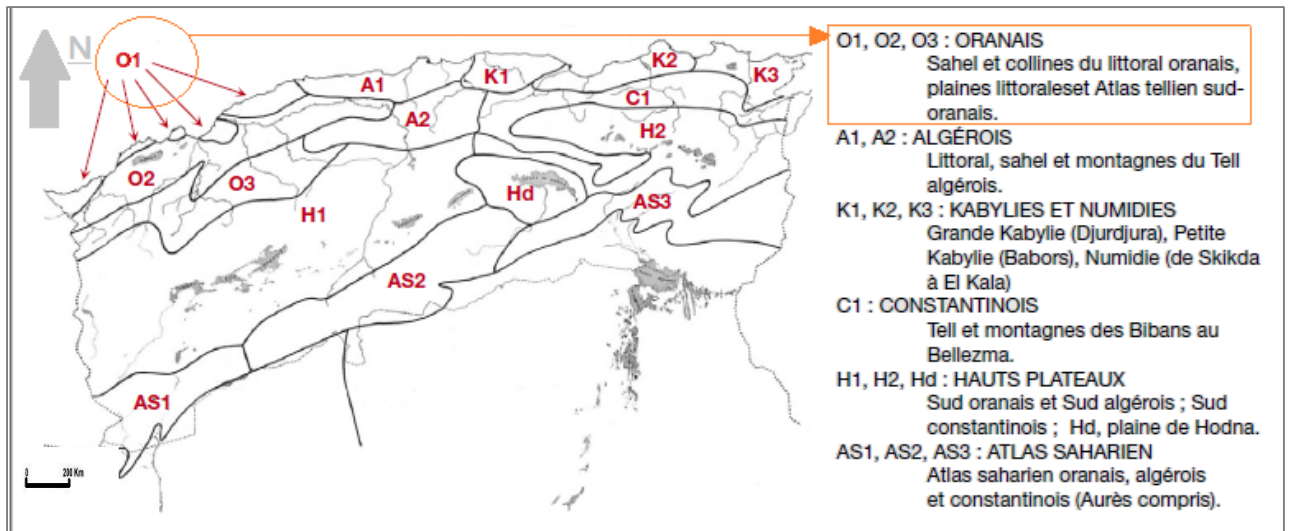 N
O1
A1
K1
K2
K3
A2
C1
H2
O2
O3
H1
Hd
AS3
AS2
AS1
0 200 Km
O1, O2, O3 : ORANAIS
Sahel et collines du littoral oranais,
plaines littoraleset Atlas tellien sud-
oranais.
A1, A2 : ALGÉROIS
Littoral, sahel et montagnes du Tell
algérois.
K1, K2, K3 : KABYLIES ET NUMIDIES
Grande Kabylie (Djurdjura), Petite
Kabylie (Babors), Numidie (de Skikda
à El Kala)
C1 : CONSTANTINOIS
Tell et montagnes des Bibans au
Bellezma.
H1, H2, Hd : HAUTS PLATEAUX
Sud oranais et Sud algérois ; Sud
constantinois ; Hd, plaine de Hodna.
AS1, AS2, AS3 : ATLAS SAHARIEN
Atlas saharien oranais, algérois
et constantinois (Aurès compris).